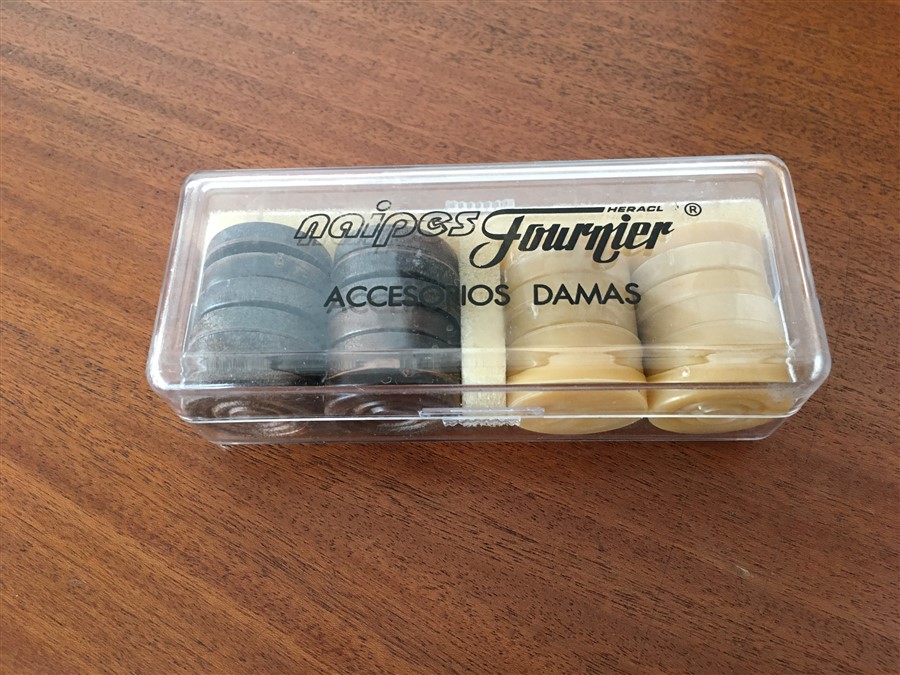 naipes Heraclio Fournier ®
ACCESORIOS DAMAS